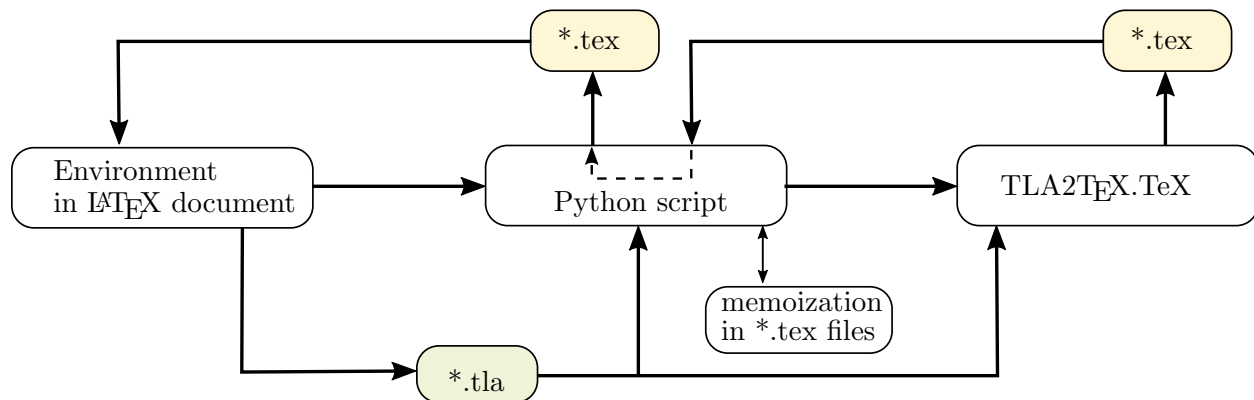 *.tex
*.tex
Environment
in LATEX document
Python script
TLA2TEX.TeX
memoization
in *.tex files
*.tla